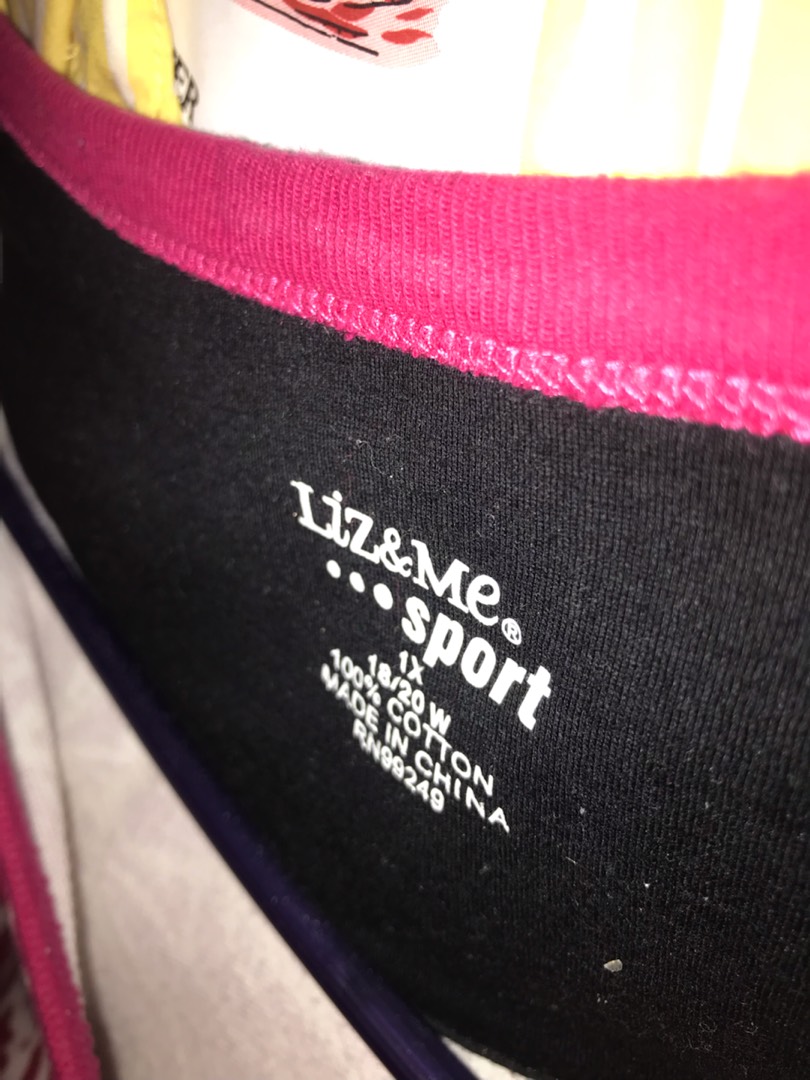 Liz&Me®
...sport
1X
18/20 W
100% COTTON
MADE IN CHINA
RN99249